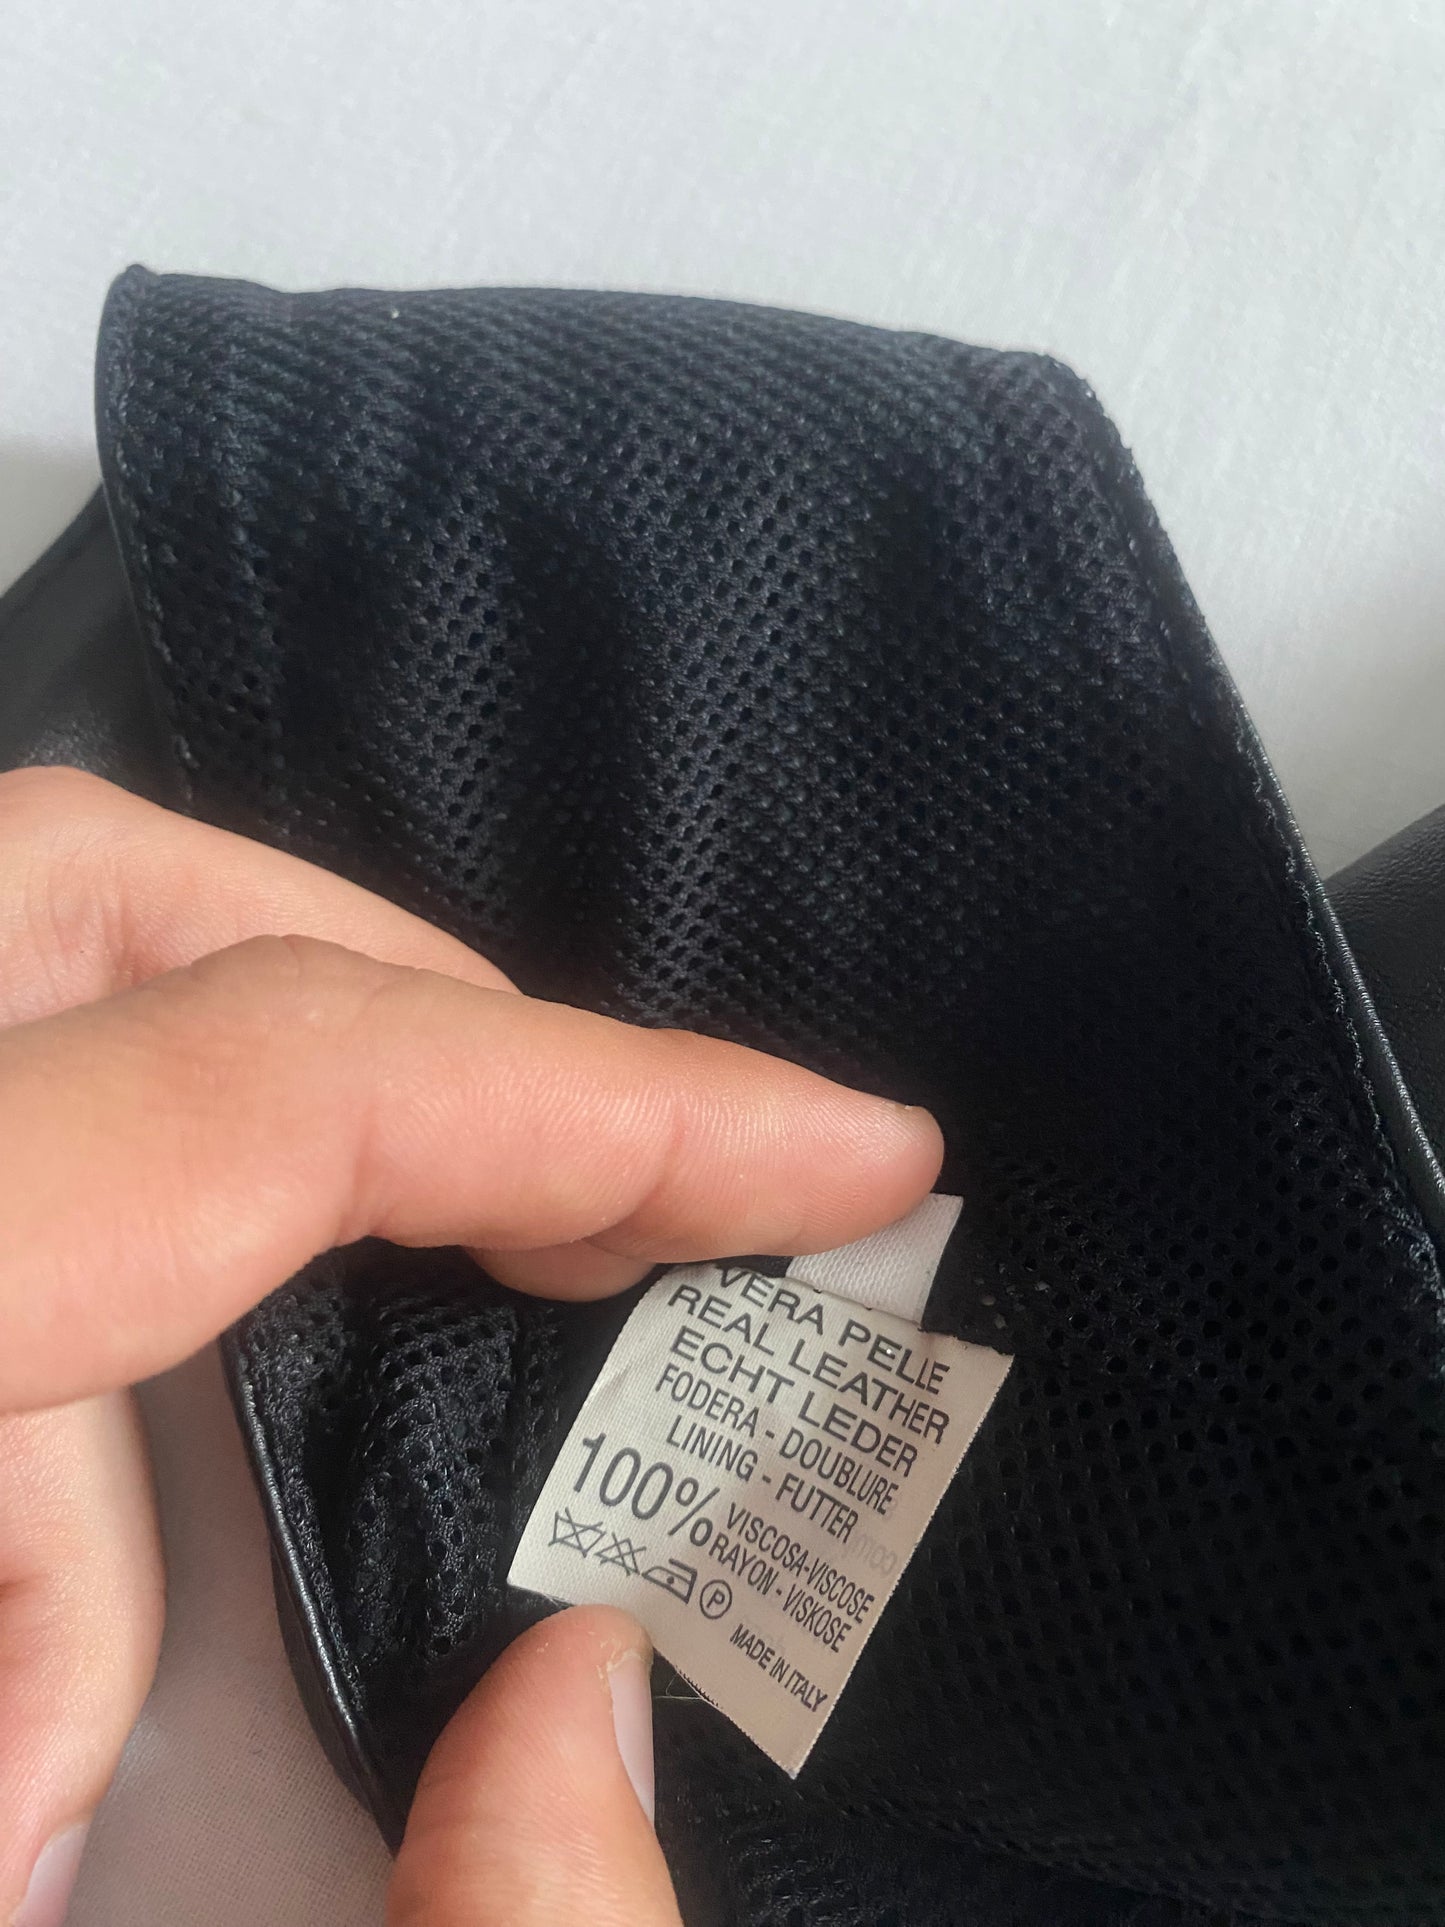 VERA PELLE
REAL LEATHER
ECHT LEDER
FODERA - DOUBLURE
LINING - FUTTER
100% VISCOSA-VISCOSE
RAYON - VISKOSE
P
MADE IN ITALY